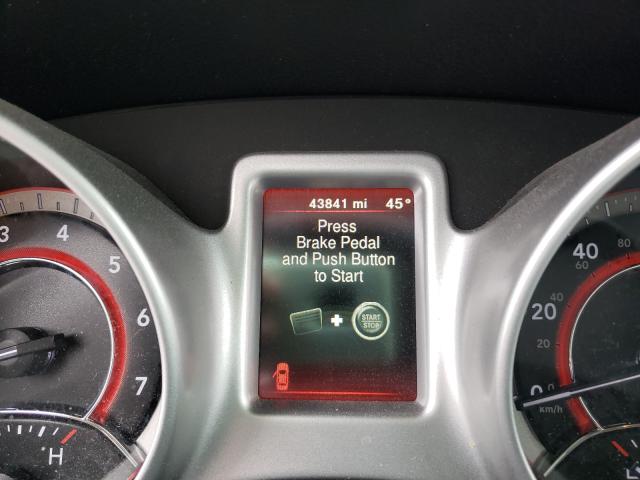 43841 mi 45°
Press
Brake Pedal
and Push Button
to Start
START
STOP
3 4 5 6 7
H
40 20 0
80 60 40 20 0
km/h